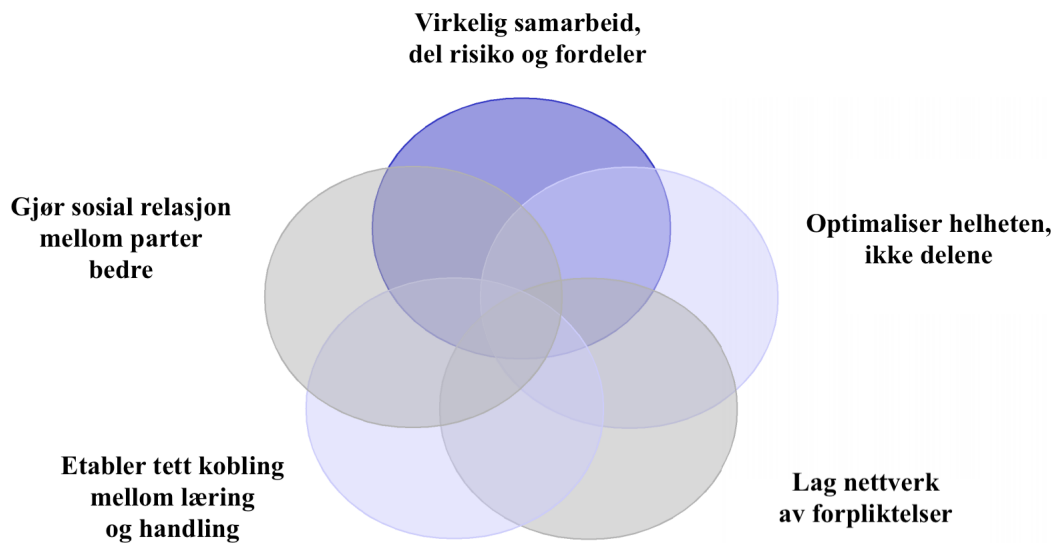 Virkelig samarbeid,
del risiko og fordeler
Gjør sosial relasjon
mellom parter
bedre
Optimaliser helheten,
ikke delene
Etabler tett kobling
mellom læring
og handling
Lag nettverk
av forpliktelser